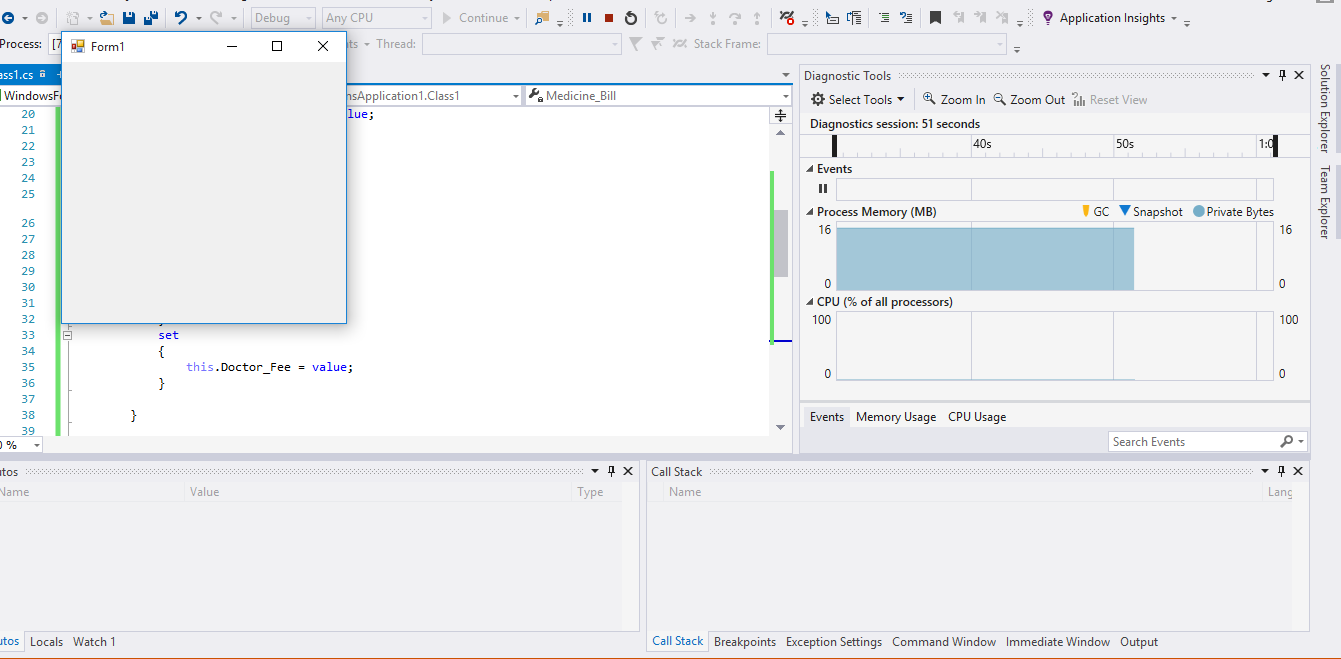 Debug Any CPU Continue Application Insights
Process: [7 Thread: Stack Frame:
Form1
ass1.cs
WindowsFo nsApplication1.Class1 Medicine_Bill
20 lue;
21
22
23
24
25
26
27
28
29
30
31
32 }
33 set
34 {
35 this.Doctor_Fee = value;
36 }
37
38 }
39
0 %
Diagnostic Tools
Select Tools Zoom In Zoom Out Reset View
Diagnostics session: 51 seconds
40s 50s 1:0
Events
Process Memory (MB) GC Snapshot Private Bytes
16 16
0 0
CPU (% of all processors)
100 100
0 0
Events Memory Usage CPU Usage
Search Events
Solution Explorer
Team Explorer
utos
Name Value Type
utos Locals Watch 1
Call Stack
Name Lang
Call Stack Breakpoints Exception Settings Command Window Immediate Window Output